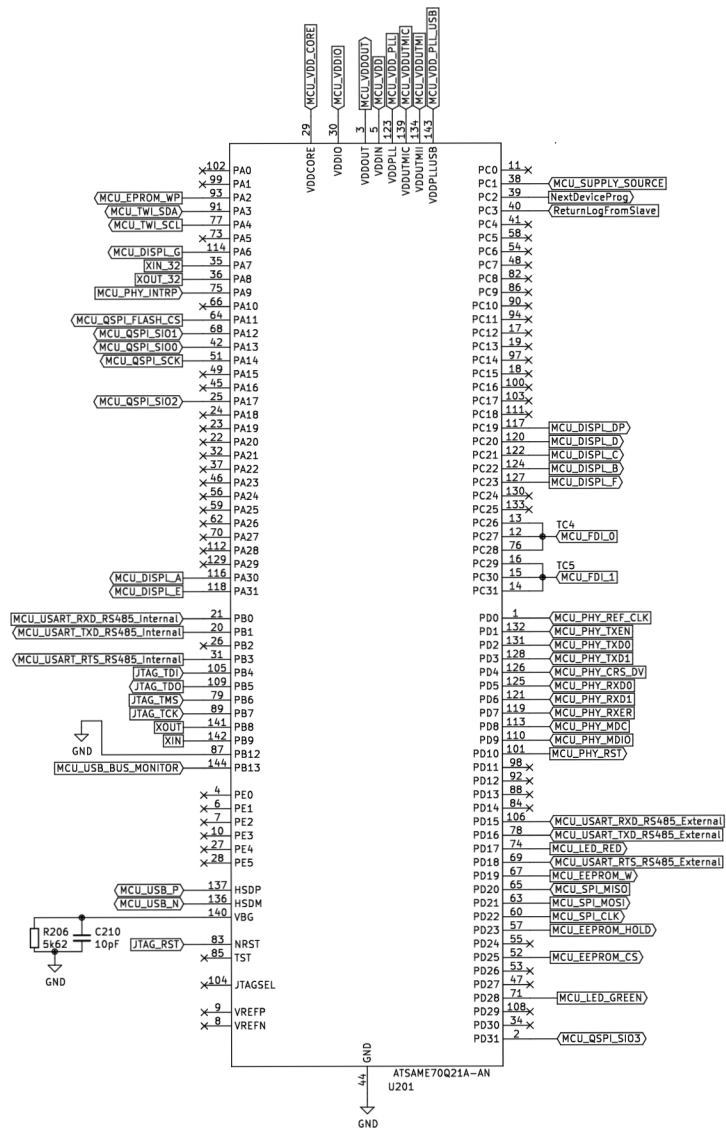 MCU_VDD_CORE
MCU_VDDIO
MCU_VDDOUT
MCU_VDD
MCU_VDD_PLL
MCU_VDDUTMIC
MCU_VDDUTMI
MCU_VDD_PLL_USB
29 30 3 5 123 139 134 143
VDDCORE
VDDIO
VDDOUT
VDDIN
VDDPLL
VDDUTMIC
VDDUTMII
VDDPLLUSB
102 PA0
99 PA1
MCU_EPROM_WP 93 PA2
MCU_TWI_SDA 91 PA3
MCU_TWI_SCL 77 PA4
73 PA5
MCU_DISPL_G 114 PA6
XIN_32 35 PA7
XOUT_32 36 PA8
MCU_PHY_INTRP 75 PA9
66 PA10
MCU_QSPI_FLASH_CS 64 PA11
MCU_QSPI_SIO1 68 PA12
MCU_QSPI_SIO0 42 PA13
MCU_QSPI_SCK 51 PA14
49 PA15
45 PA16
MCU_QSPI_SIO2 25 PA17
24 PA18
23 PA19
22 PA20
32 PA21
37 PA22
46 PA23
56 PA24
59 PA25
62 PA26
70 PA27
112 PA28
129 PA29
MCU_DISPL_A 116 PA30
MCU_DISPL_E 118 PA31
MCU_USART_RXD_RS485_Internal 21 PB0
MCU_USART_TXD_RS485_Internal 20 PB1
26 PB2
MCU_USART_RTS_RS485_Internal 31 PB3
JTAG_TDI 105 PB4
JTAG_TDO 109 PB5
JTAG_TMS 79 PB6
JTAG_TCK 89 PB7
XOUT 141 PB8
XIN 142 PB9
GND 87 PB12
MCU_USB_BUS_MONITOR 144 PB13
4 PE0
6 PE1
7 PE2
10 PE3
27 PE4
28 PE5
MCU_USB_P 137 HSDP
MCU_USB_N 136 HSDM
140 VBG
R206
5k62
C210
10pF
GND
JTAG_RST 83 NRST
85 TST
104 JTAGSEL
9 VREFP
8 VREFN
PC0 11
PC1 38 MCU_SUPPLY_SOURCE
PC2 39 NextDeviceProg
PC3 40 ReturnLogFromSlave
PC4 41
PC5 58
PC6 54
PC7 48
PC8 82
PC9 86
PC10 90
PC11 94
PC12 17
PC13 19
PC14 97
PC15 18
PC16 100
PC17 103
PC18 111
PC19 117 MCU_DISPL_DP
PC20 120 MCU_DISPL_D
PC21 122 MCU_DISPL_C
PC22 124 MCU_DISPL_B
PC23 127 MCU_DISPL_F
PC24 130
PC25 133
PC26 13 TC4
PC27 12 MCU_FDI_0
PC28 76
PC29 16 TC5
PC30 15 MCU_FDI_1
PC31 14
PD0 1 MCU_PHY_REF_CLK
PD1 132 MCU_PHY_TXEN
PD2 131 MCU_PHY_TXD0
PD3 128 MCU_PHY_TXD1
PD4 126 MCU_PHY_CRS_DV
PD5 125 MCU_PHY_RXD0
PD6 121 MCU_PHY_RXD1
PD7 119 MCU_PHY_RXER
PD8 113 MCU_PHY_MDC
PD9 110 MCU_PHY_MDIO
PD10 101 MCU_PHY_RST
PD11 98
PD12 92
PD13 88
PD14 84
PD15 106 MCU_USART_RXD_RS485_External
PD16 78 MCU_USART_TXD_RS485_External
PD17 74 MCU_LED_RED
PD18 69 MCU_USART_RTS_RS485_External
PD19 67 MCU_EEPROM_W
PD20 65 MCU_SPI_MISO
PD21 63 MCU_SPI_MOSI
PD22 60 MCU_SPI_CLK
PD23 57 MCU_EEPROM_HOLD
PD24 55
PD25 52 MCU_EEPROM_CS
PD26 53
PD27 47
PD28 71 MCU_LED_GREEN
PD29 108
PD30 34
PD31 2 MCU_QSPI_SIO3
GND
44
ATSAME70Q21A-AN
U201
GND